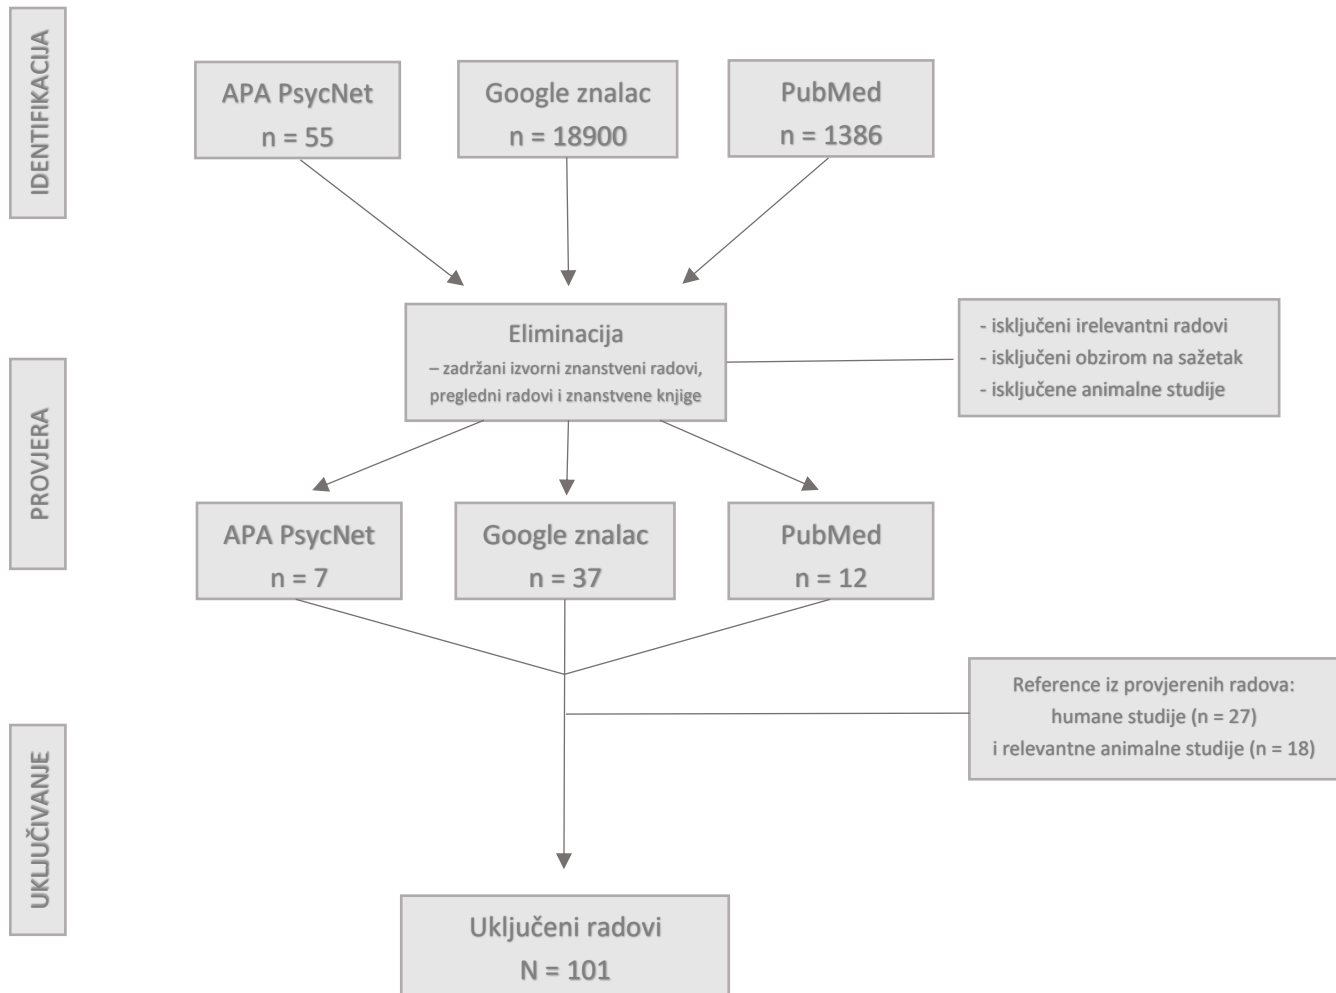 IDENTIFIKACIJA
APA PsycNet
n = 55
Google znalac
n = 18900
PubMed
n = 1386
PROVJERA
Eliminacija
– zadržani izvorni znanstveni radovi,
pregledni radovi i znanstvene knjige
- isključeni irelevantni radovi
- isključeni obzirom na sažetak
- isključene animalne studije
APA PsycNet
n = 7
Google znalac
n = 37
PubMed
n = 12
UKLJUČIVANJE
Reference iz provjerenih radova:
humane studije (n = 27)
i relevantne animalne studije (n = 18)
Uključeni radovi
N = 101